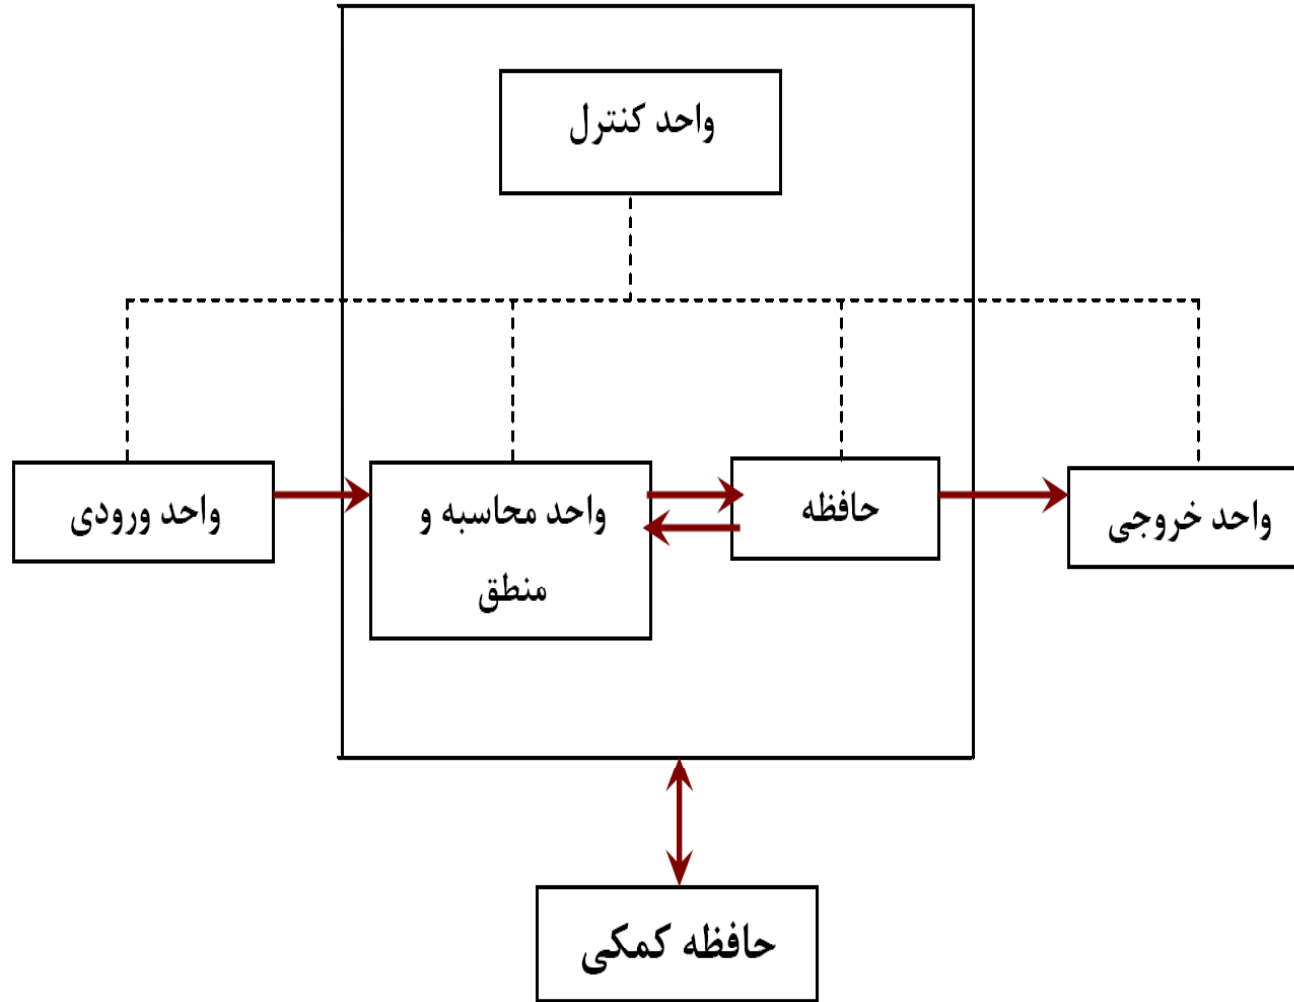 واحد کنترل
واحد ورودی
واحد محاسبه و
منطق
حافظه
واحد خروجی
حافظه کمکی